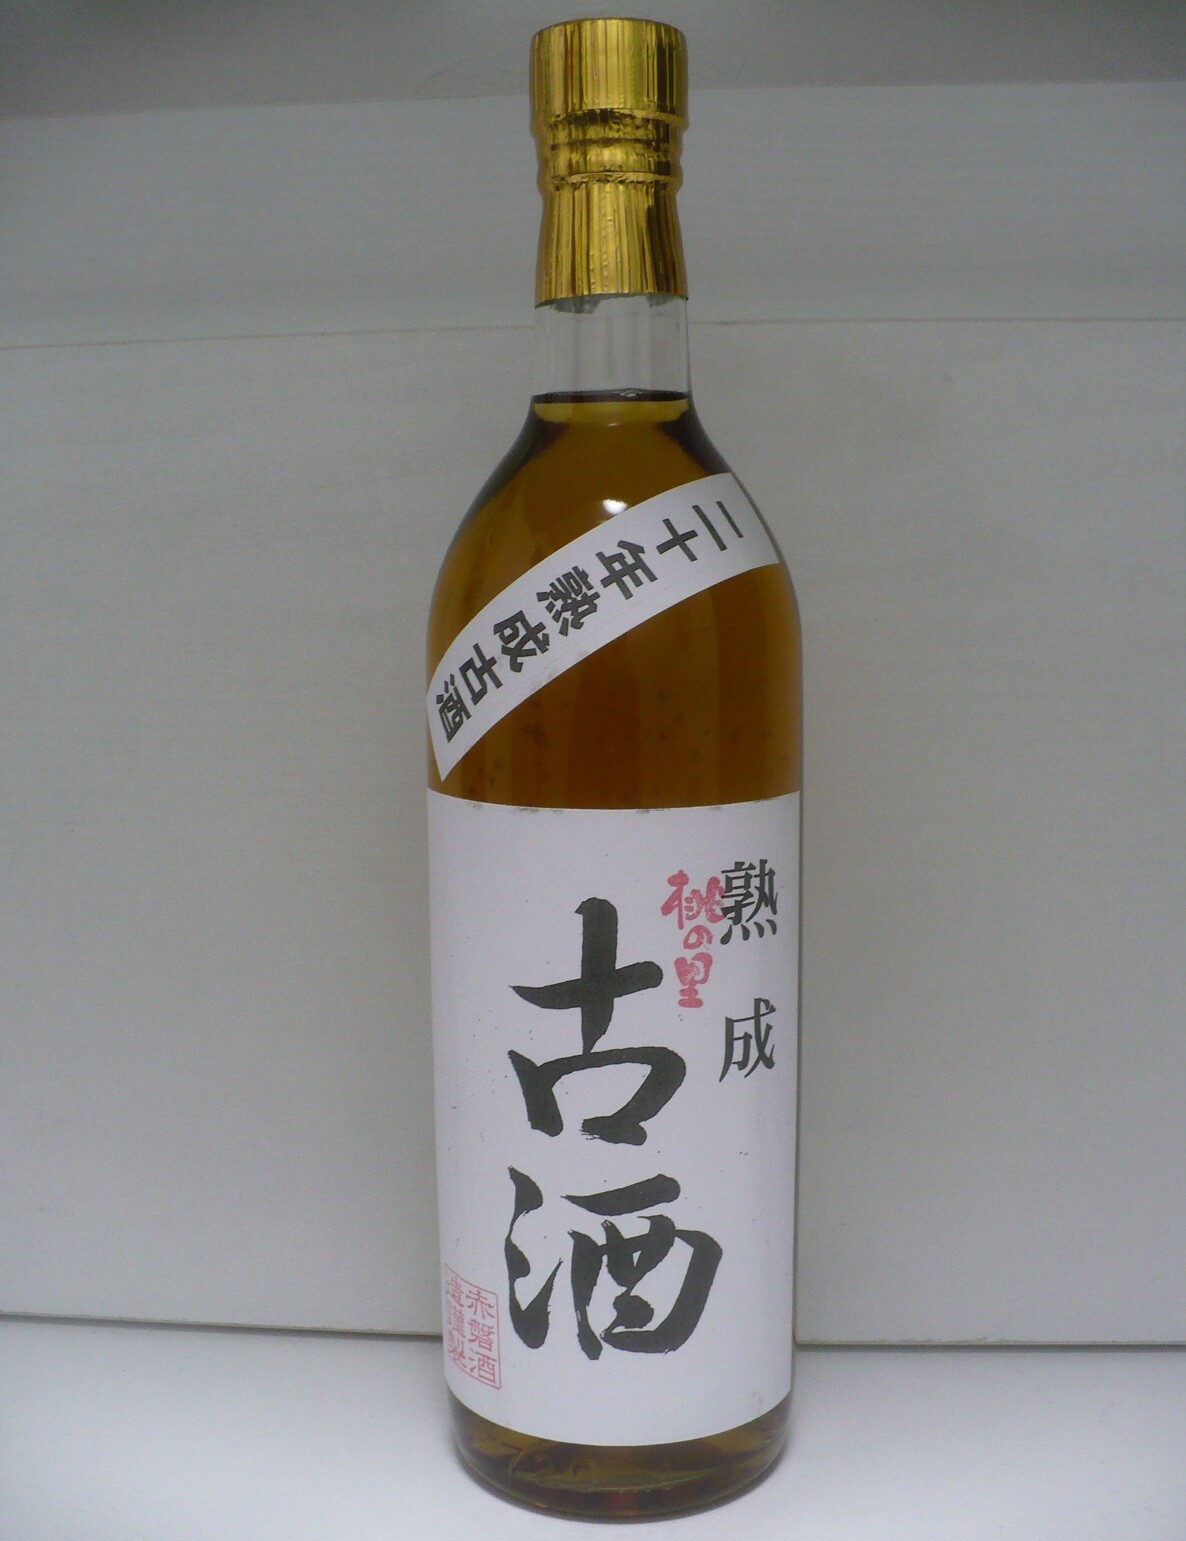 二十年熟成古酒
熟成
桃の里
古酒
赤磐酒
造謹製